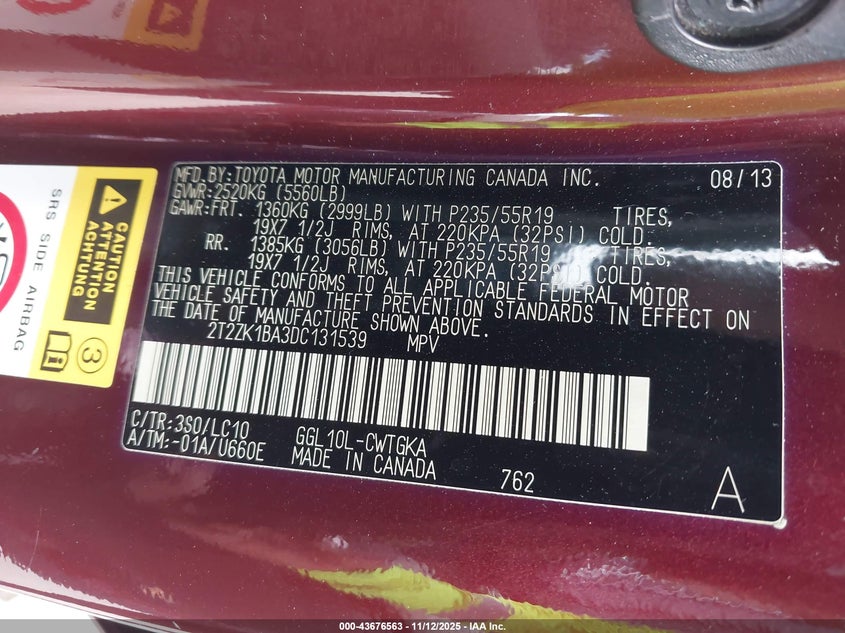 MFD.BY:TOYOTA MOTOR MANUFACTURING CANADA INC. 08/13
GVWR:2520KG (5560LB)
GAWR:FRT. 1360KG (2999LB) WITH P235/55R19 TIRES,
19X7 1/2J RIMS, AT 220KPA (32PSI) COLD.
RR. 1385KG (3056LB) WITH P235/55R19 TIRES,
19X7 1/2J RIMS, AT 220KPA (32PSI) COLD.
THIS VEHICLE CONFORMS TO ALL APPLICABLE FEDERAL MOTOR
VEHICLE SAFETY AND THEFT PREVENTION STANDARDS IN EFFECT ON
THE DATE OF MANUFACTURE SHOWN ABOVE.
2T2ZK1BA3DC131539 MPV
C/TR:3S0/LC10 GGL10L-CWTGKA
A/TM:-01A/U660E MADE IN CANADA
762
A
CAUTION
ATTENTION
ACHTUNG
3
SRS SIDE AIRBAG
000-43676563 - 11/12/2025 - IAA